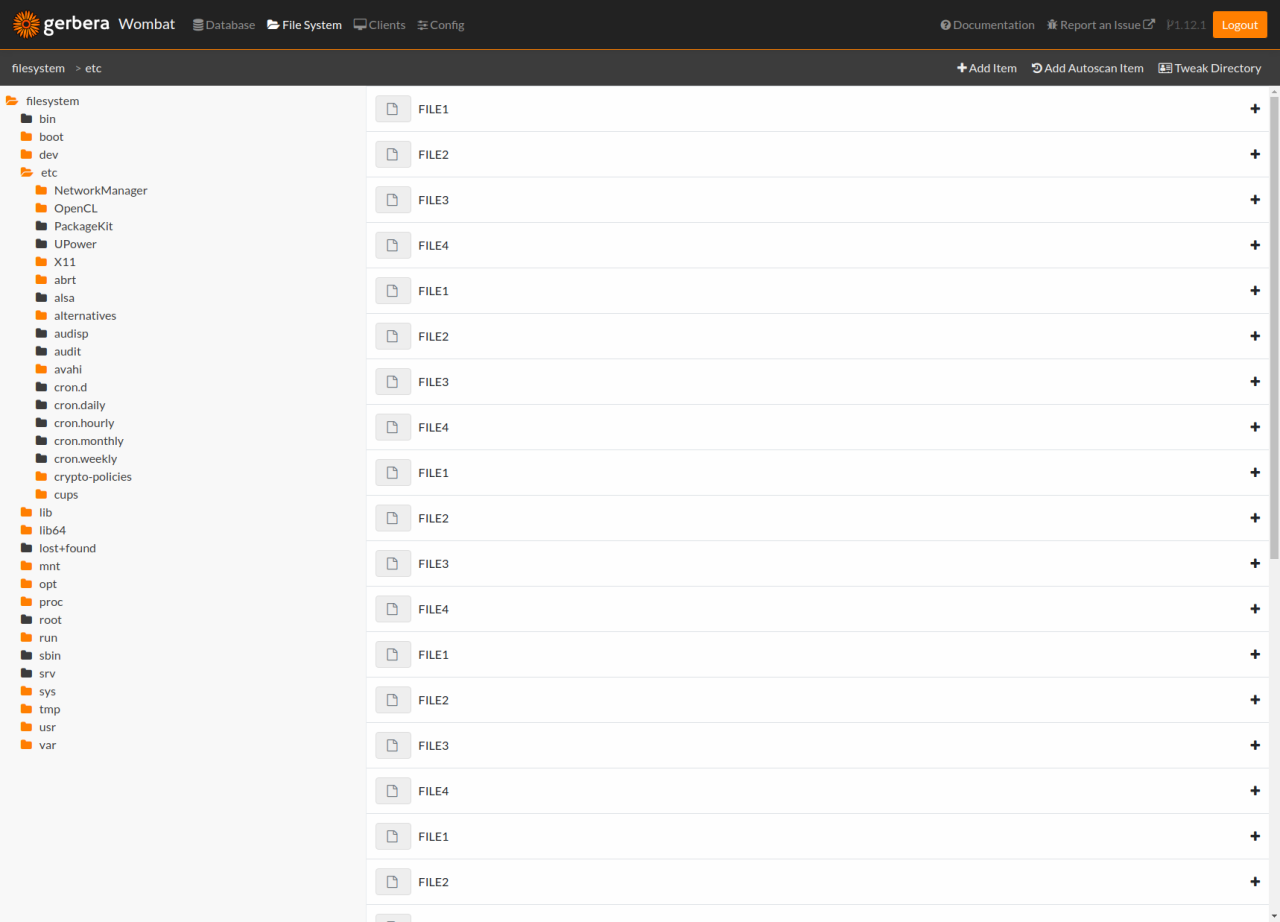 gerbera Wombat Database File System Clients Config Documentation Report an Issue 1.12.1 Logout
filesystem > etc Add Item Add Autoscan Item Tweak Directory
filesystem
bin
boot
dev
etc
NetworkManager
OpenCL
PackageKit
UPower
X11
abrt
alsa
alternatives
audisp
audit
avahi
cron.d
cron.daily
cron.hourly
cron.monthly
cron.weekly
crypto-policies
cups
lib
lib64
lost+found
mnt
opt
proc
root
run
sbin
srv
sys
tmp
usr
var
FILE1
FILE2
FILE3
FILE4
FILE1
FILE2
FILE3
FILE4
FILE1
FILE2
FILE3
FILE4
FILE1
FILE2
FILE3
FILE4
FILE1
FILE2